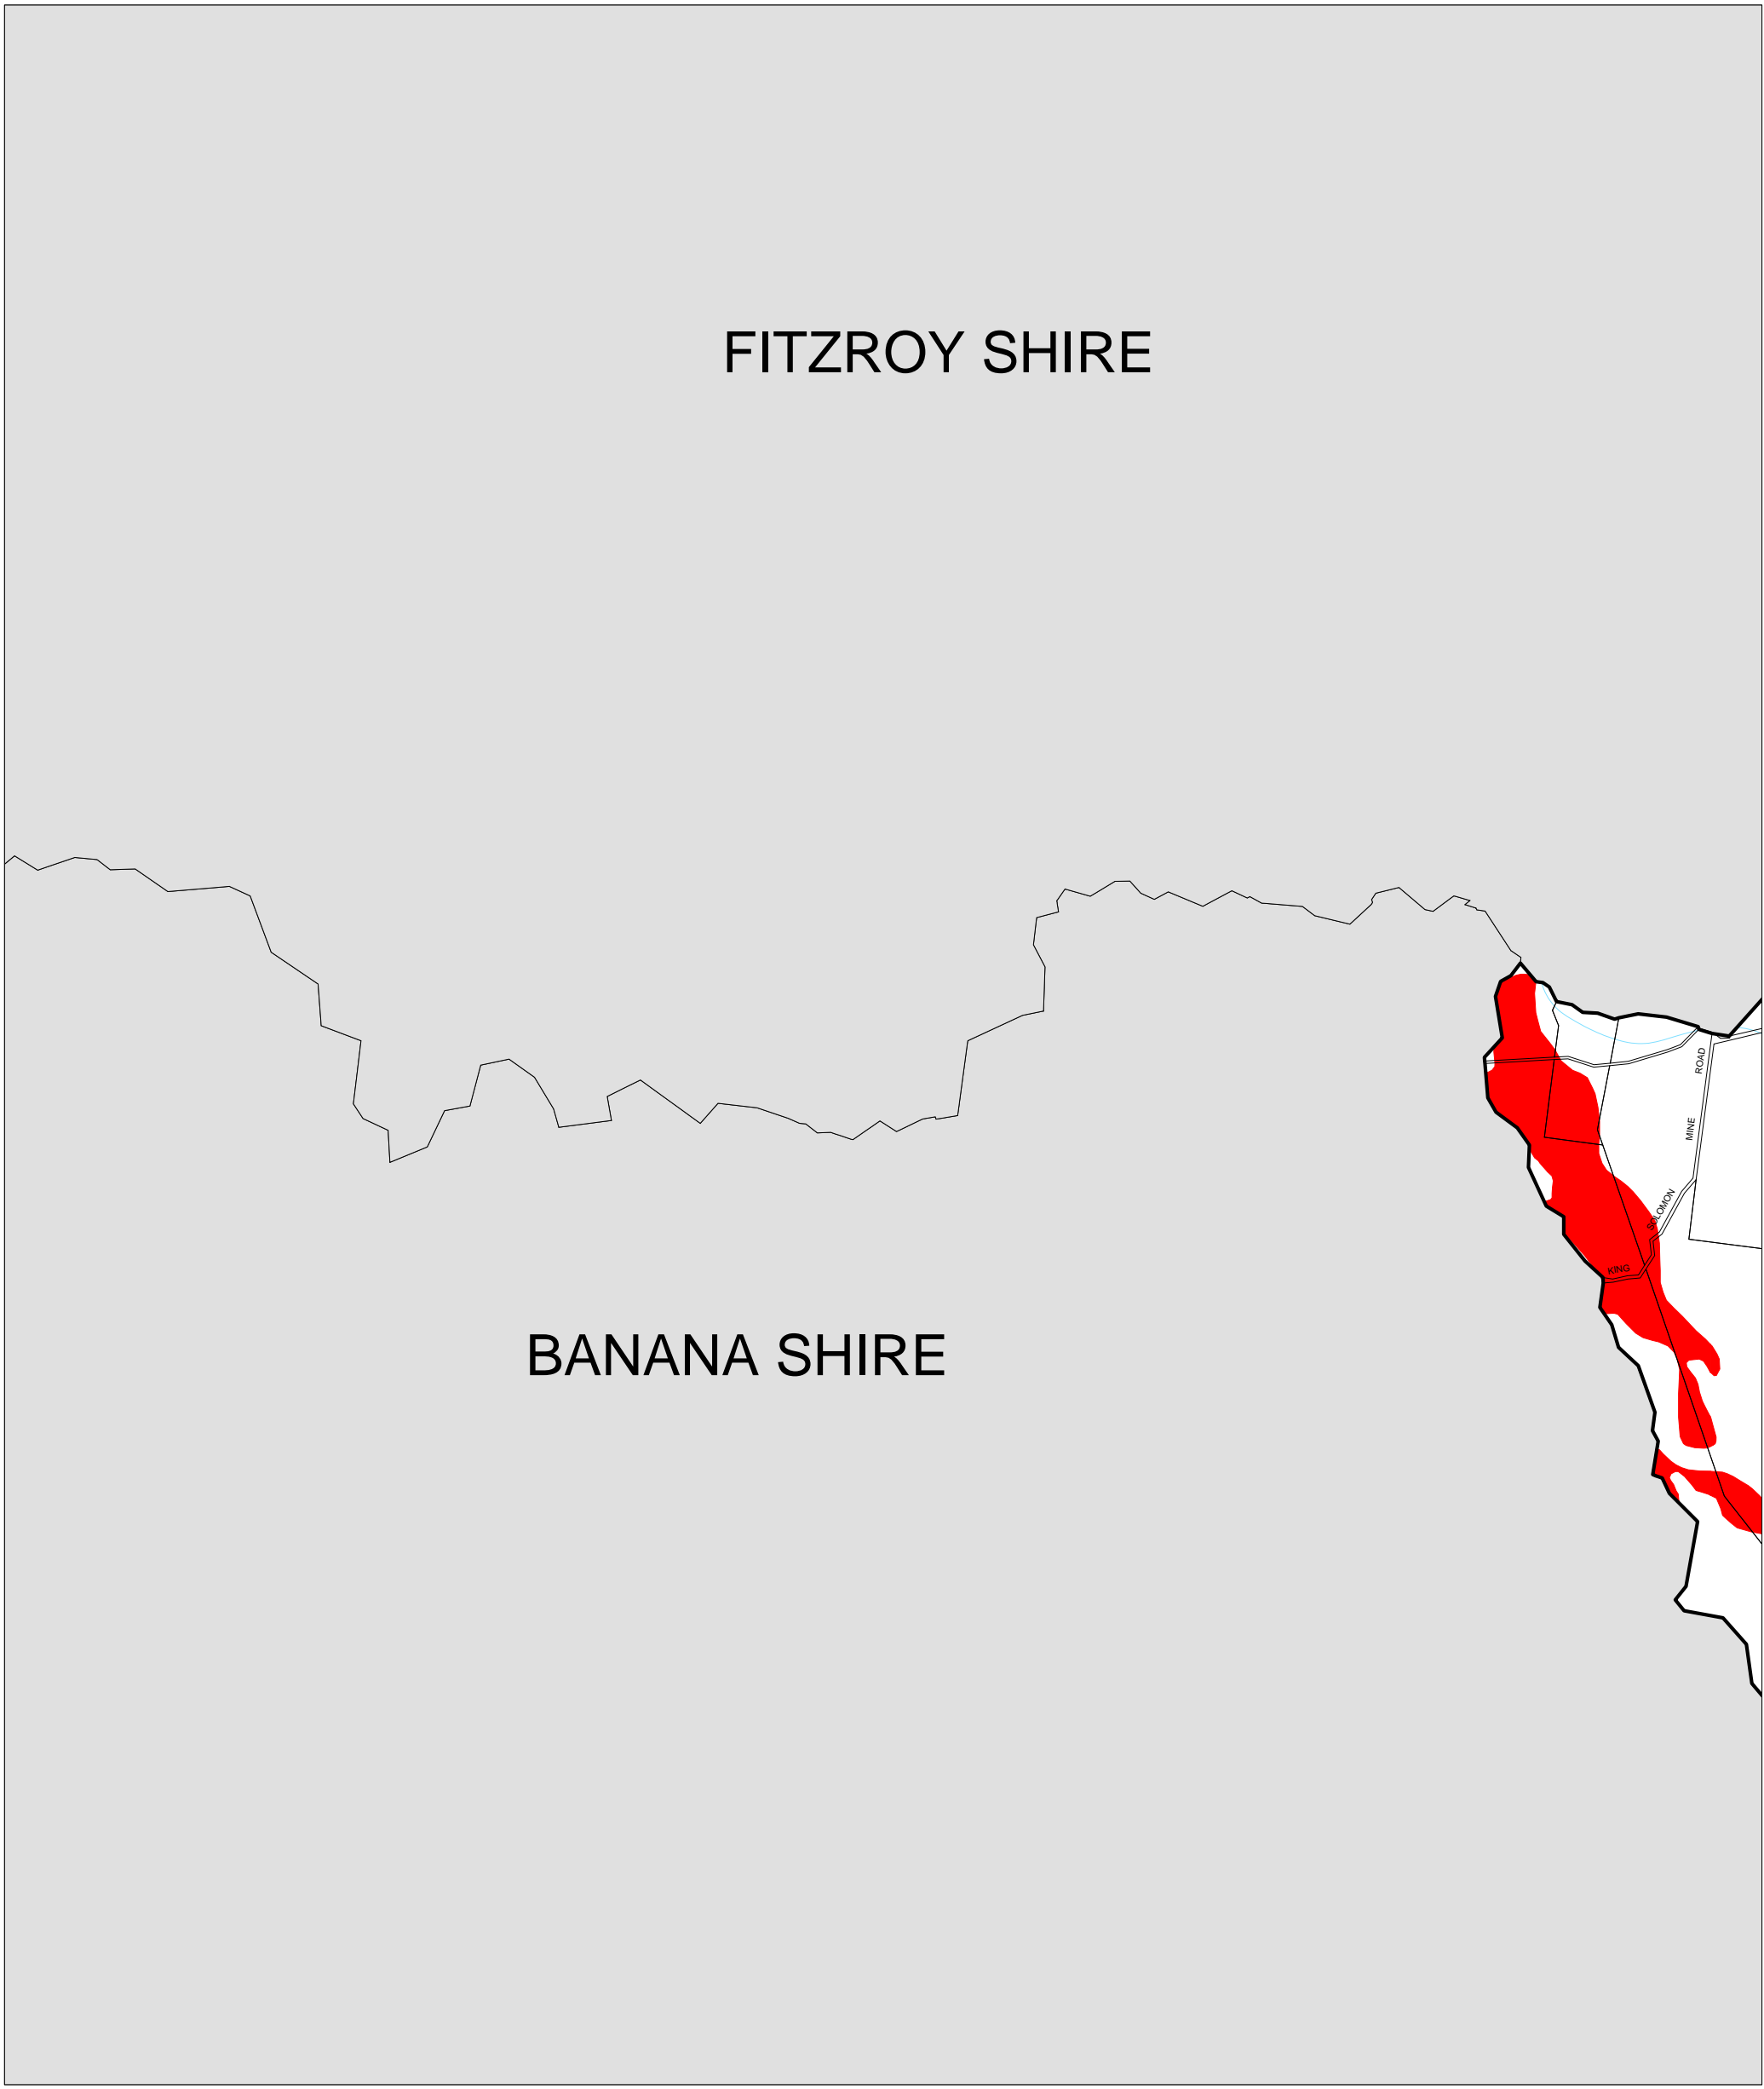 FITZROY SHIRE
ROAD
MINE
SOLOMON
KING
BANANA SHIRE